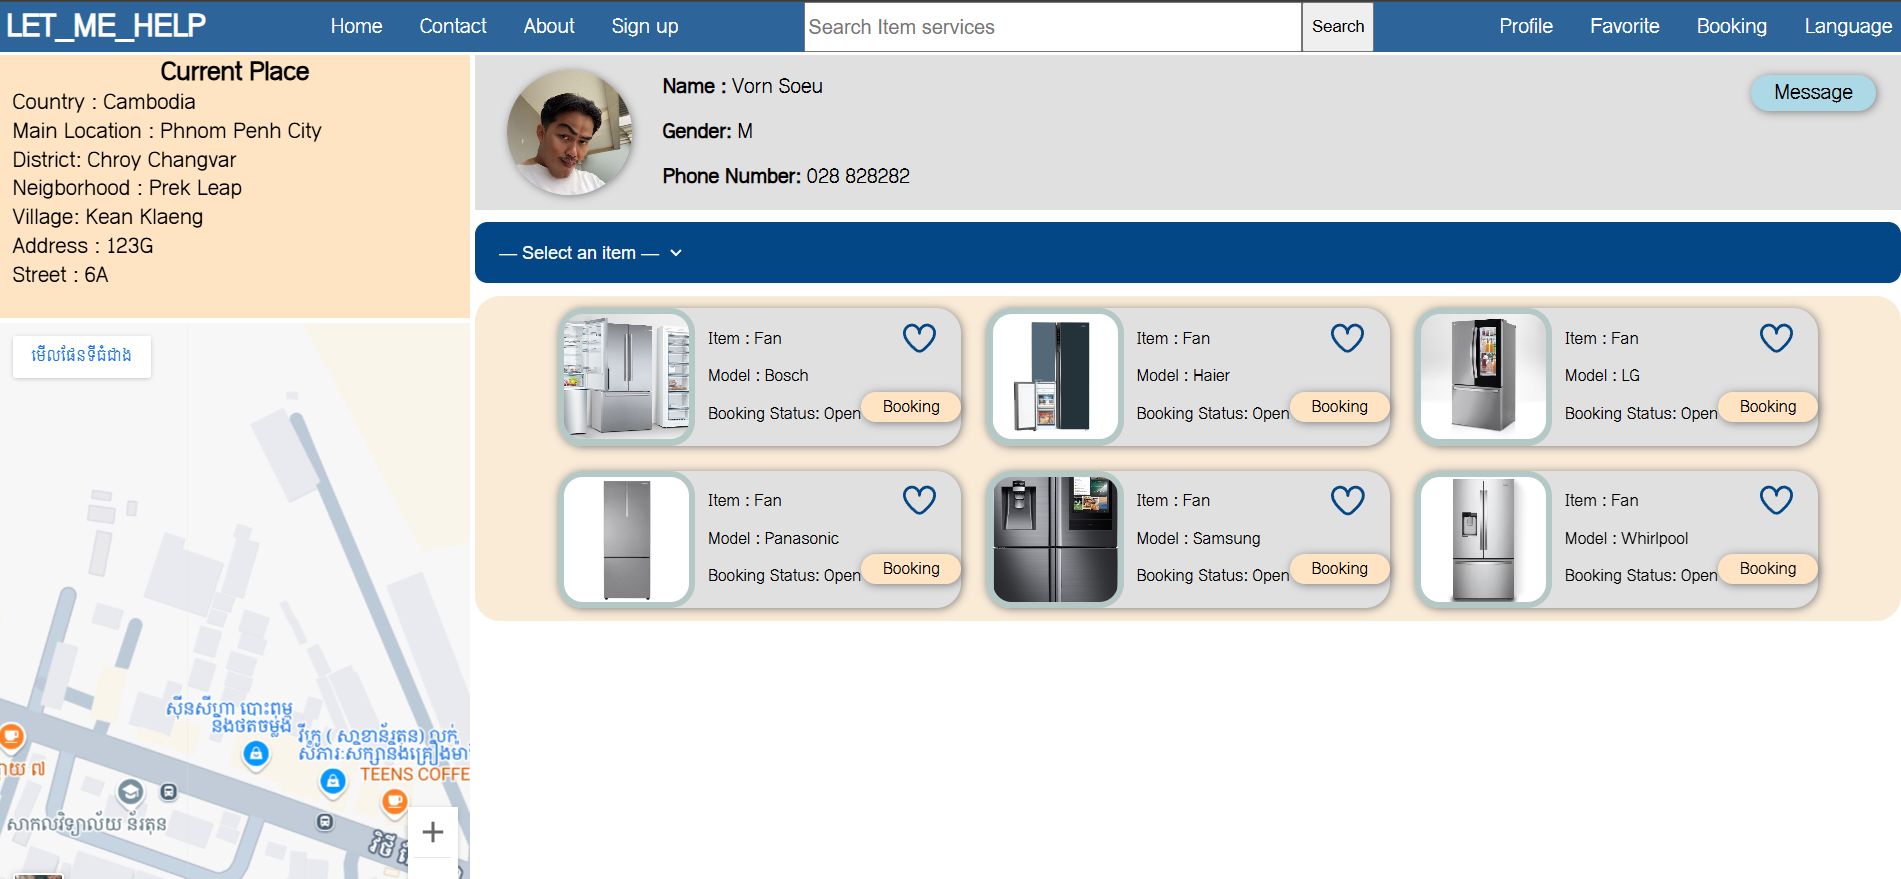 LET_ME_HELP
Home Contact About Sign up
Search Item services
Search
Profile Favorite Booking Language
Current Place
Country : Cambodia
Main Location : Phnom Penh City
District: Chroy Changvar
Neigborhood : Prek Leap
Village: Kean Klaeng
Address : 123G
Street : 6A
Name : Vorn Soeu
Gender: M
Phone Number: 028 828282
Message
— Select an item —
Item : Fan
Model : Bosch
Booking Status: Open
Booking
Item : Fan
Model : Haier
Booking Status: Open
Booking
Item : Fan
Model : LG
Booking Status: Open
Booking
Item : Fan
Model : Panasonic
Booking Status: Open
Booking
Item : Fan
Model : Samsung
Booking Status: Open
Booking
Item : Fan
Model : Whirlpool
Booking Status: Open
Booking
មើលផែនទីធំជាង
ស៊ីនសីហា បោះពុម្ព
និងថតចម្លង
វីក្រូ ( សាខាន័រតុន) លក់
សំភារៈសិក្សានិងគ្រឿង
TEENS COFFE
៧
សាកលវិទ្យាល័យ ន័រតុន
វិថី
+